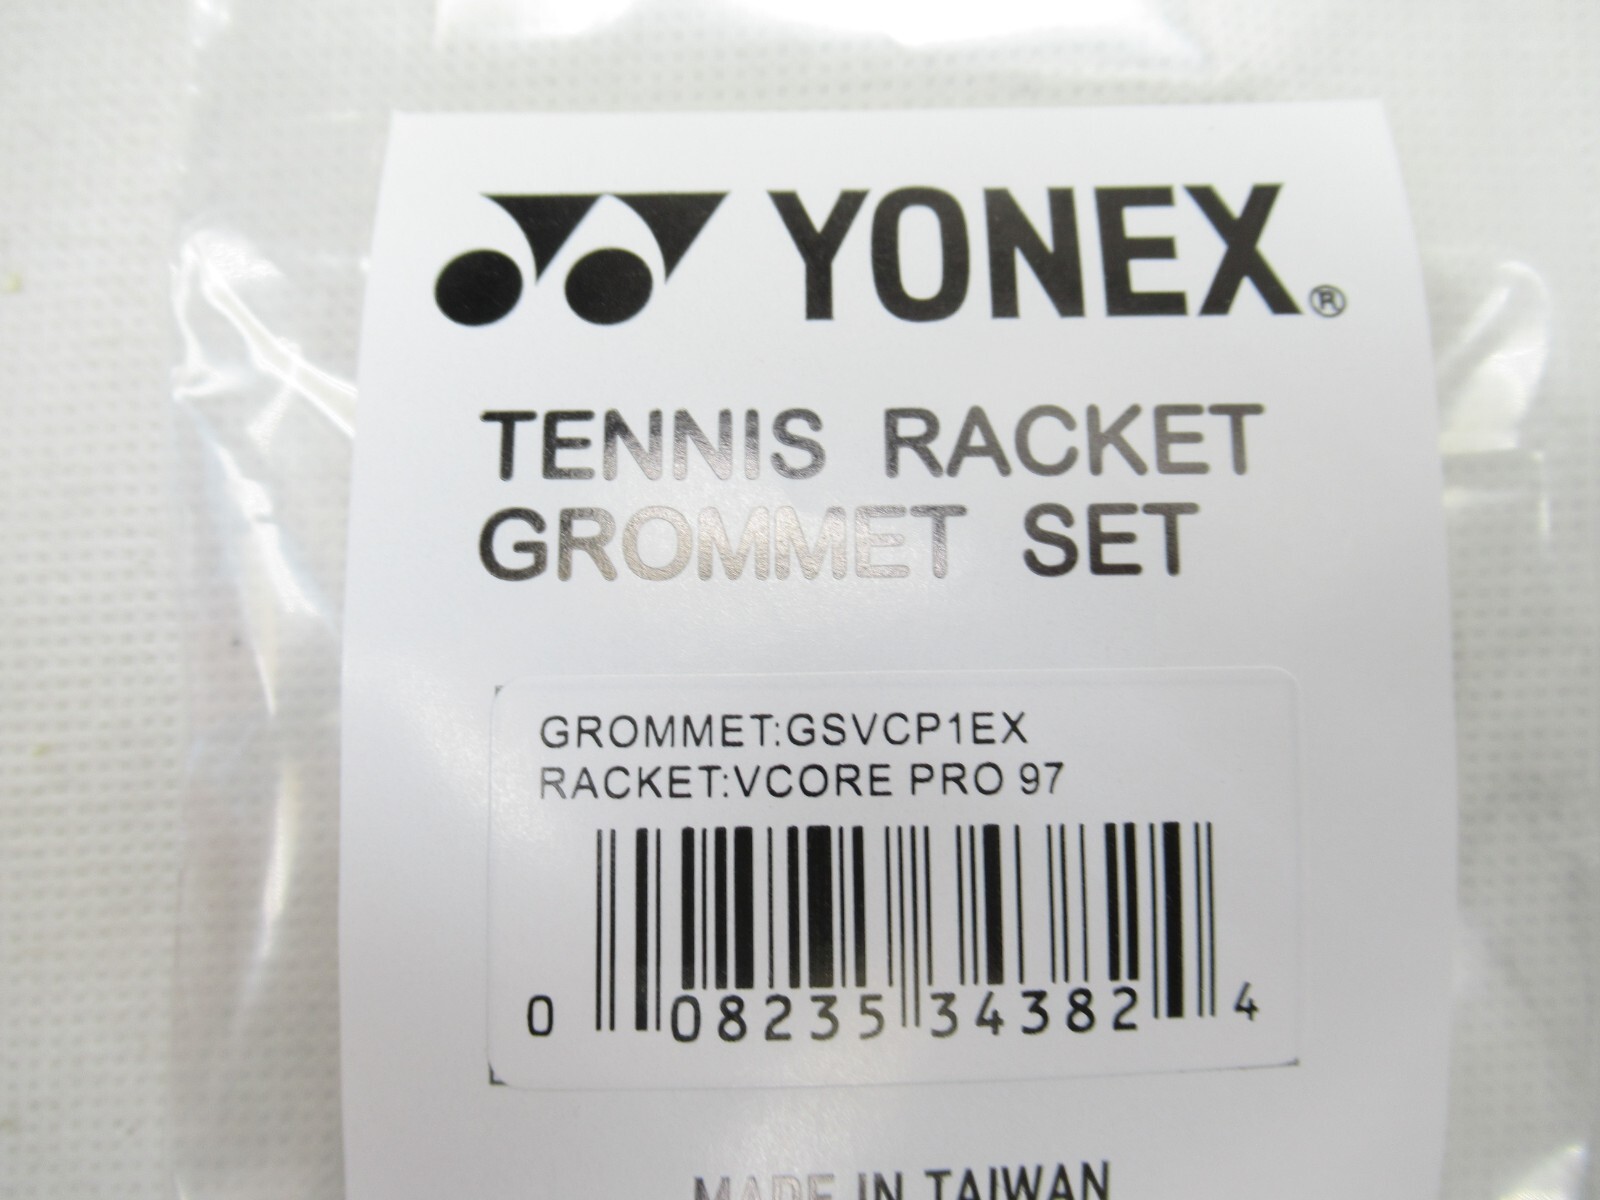 YONEX®
TENNIS RACKET
GROMMET SET
GROMMET:GSVCP1EX
RACKET:VCORE PRO 97
0 08235 34382 4
MADE IN TAIWAN